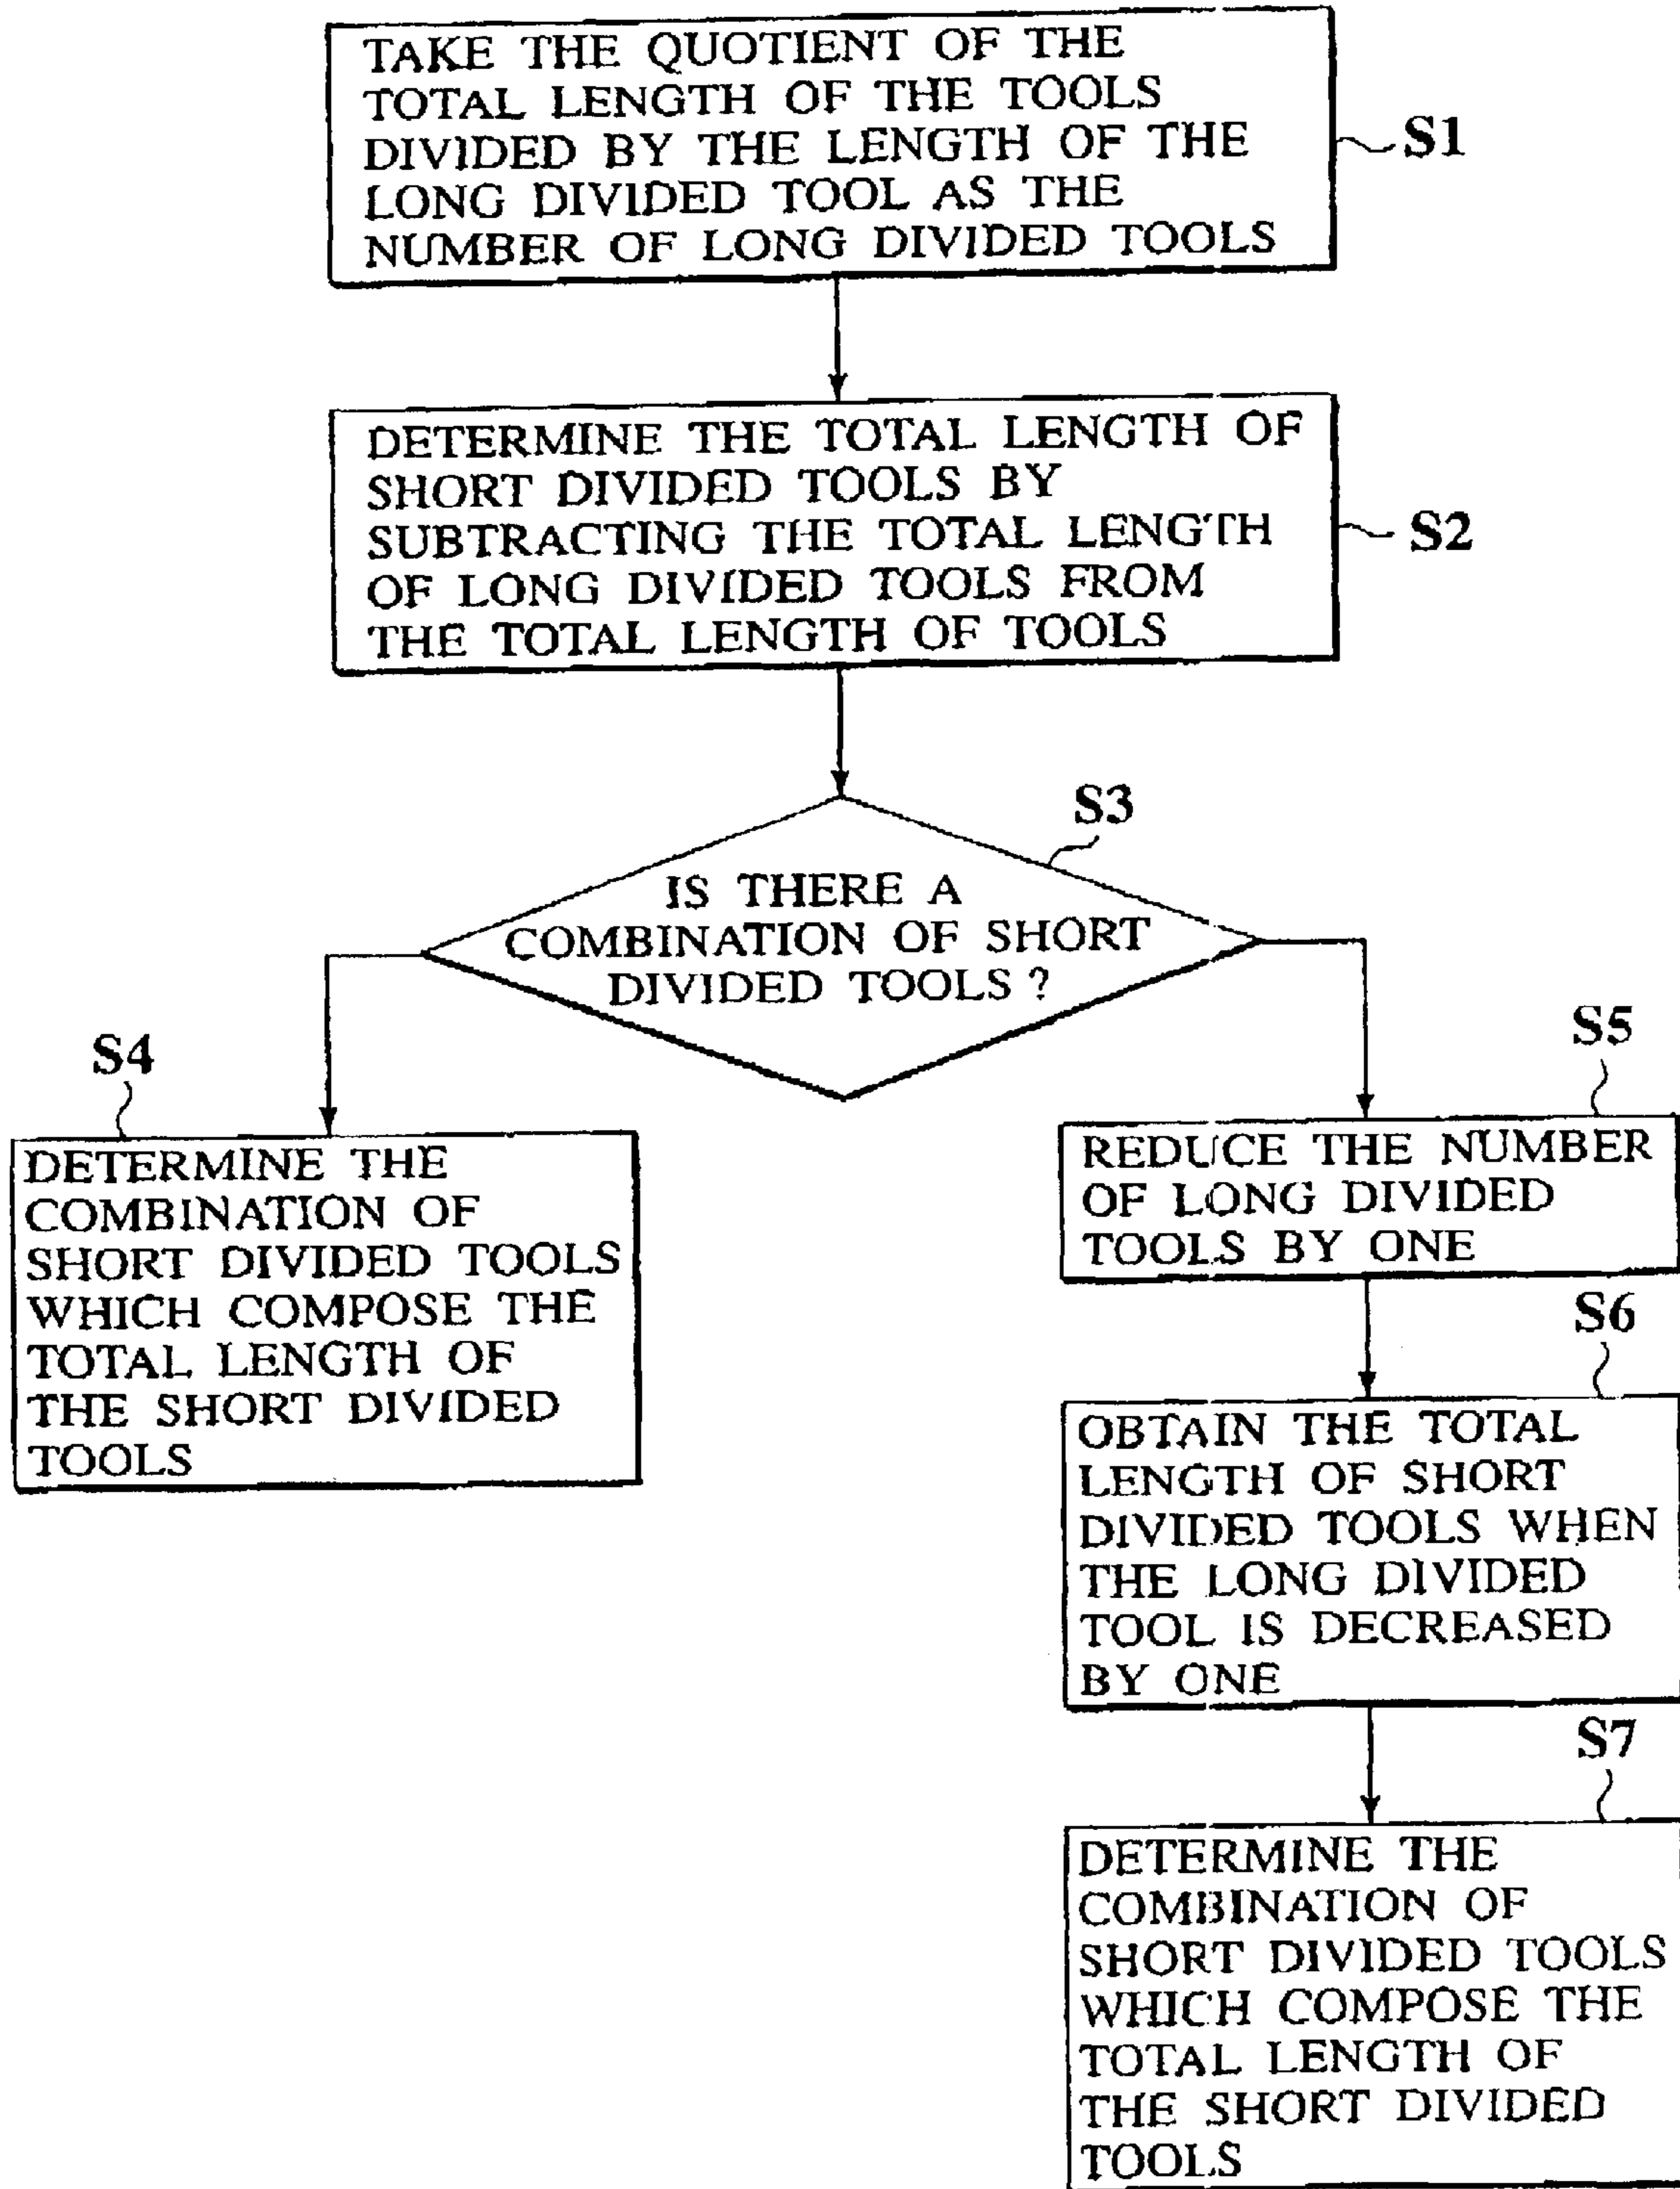 TAKE THE QUOTIENT OF THE
TOTAL LENGTH OF THE TOOLS
DIVIDED BY THE LENGTH OF THE
LONG DIVIDED TOOL AS THE
NUMBER OF LONG DIVIDED TOOLS
S1
DETERMINE THE TOTAL LENGTH OF
SHORT DIVIDED TOOLS BY
SUBTRACTING THE TOTAL LENGTH
OF LONG DIVIDED TOOLS FROM
THE TOTAL LENGTH OF TOOLS
S2
S3
IS THERE A
COMBINATION OF SHORT
DIVIDED TOOLS?
S4
DETERMINE THE
COMBINATION OF
SHORT DIVIDED TOOLS
WHICH COMPOSE THE
TOTAL LENGTH OF
THE SHORT DIVIDED
TOOLS
S5
REDUCE THE NUMBER
OF LONG DIVIDED
TOOLS BY ONE
S6
OBTAIN THE TOTAL
LENGTH OF SHORT
DIVIDED TOOLS WHEN
THE LONG DIVIDED
TOOL IS DECREASED
BY ONE
S7
DETERMINE THE
COMBINATION OF
SHORT DIVIDED TOOLS
WHICH COMPOSE THE
TOTAL LENGTH OF
THE SHORT DIVIDED
TOOLS